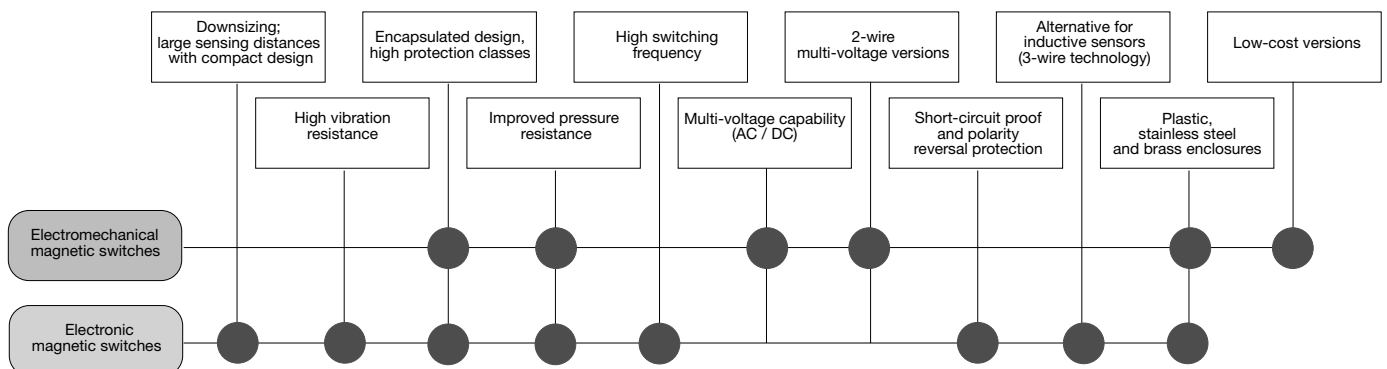 Downsizing;
large sensing distances
with compact design
Encapsulated design,
high protection classes
High switching
frequency
2-wire
multi-voltage versions
Alternative for
inductive sensors
(3-wire technology)
Low-cost versions
High vibration
resistance
Improved pressure
resistance
Multi-voltage capability
(AC / DC)
Short-circuit proof
and polarity
reversal protection
Plastic,
stainless steel
and brass enclosures
Electromechanical
magnetic switches
Electronic
magnetic switches